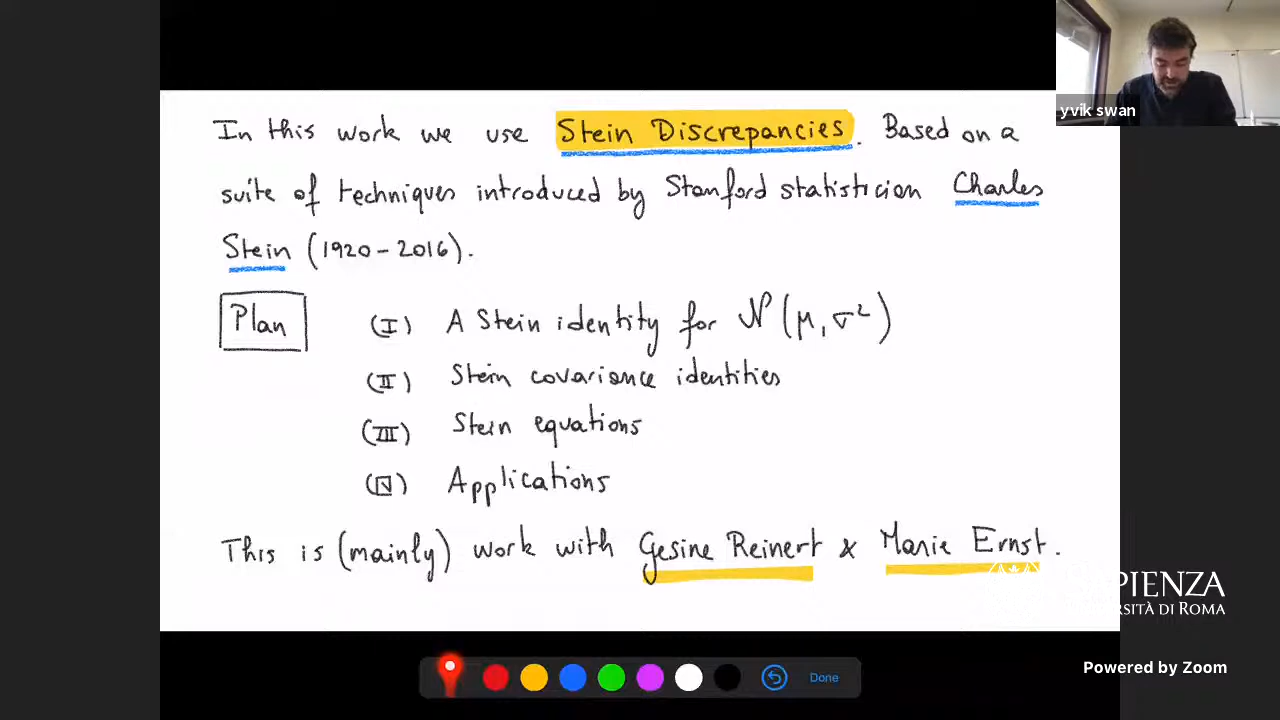 In this work we use Stein Discrepancies. Based on a
suite of techniques introduced by Stanford statistician Charles
Stein (1920-2016).
Plan
(I) A Stein identity for N(μ, σ²)
(II) Stein covariance identities
(III) Stein equations
(IV) Applications
This is (mainly) work with Gesine Reinert & Marie Ernst.
yvik swan
PIENZA
RSITÀ DI ROMA
Powered by Zoom
Done